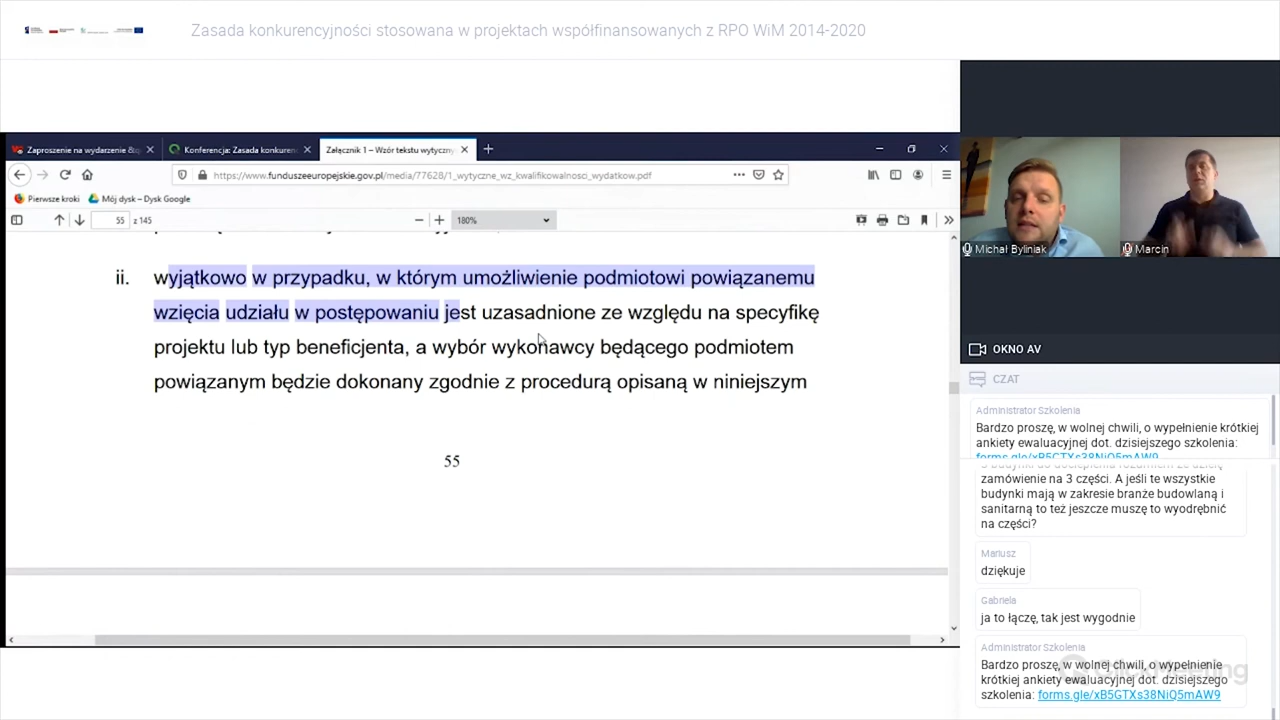 Zasada konkurencyjności stosowana w projektach współfinansowanych z RPO WiM 2014-2020
Zaproszenie na wydarzenie
Konferencja: Zasada konkuren
Załącznik 1 – Wzór tekstu wytyczny
https://www.funduszeeuropejskie.gov.pl/media/77628/1_wytyczne_wz_kwalifikowalnosci_wydatkow.pdf
Pierwsze kroki
Mój dysk – Dysk Google
55 z 145
180%
ii. wyjątkowo w przypadku, w którym umożliwienie podmiotowi powiązanemu
wzięcia udziału w postępowaniu jest uzasadnione ze względu na specyfikę
projektu lub typ beneficjenta, a wybór wykonawcy będącego podmiotem
powiązanym będzie dokonany zgodnie z procedurą opisaną w niniejszym
55
Michał Byliniak
Marcin
OKNO AV
CZAT
Administrator Szkolenia
Bardzo proszę, w wolnej chwili, o wypełnienie krótkiej
ankiety ewaluacyjnej dot. dzisiejszego szkolenia:
forms.gle/xB5GTXs38NiQ5mAW9
zamówienie na 3 części. A jeśli te wszystkie
budynki mają w zakresie branże budowlaną i
sanitarną to też jeszcze muszę to wyodrębnić
na części?
Mariusz
dziękuje
Gabriela
ja to łączę, tak jest wygodnie
Administrator Szkolenia
Bardzo proszę, w wolnej chwili, o wypełnienie
krótkiej ankiety ewaluacyjnej dot. dzisiejszego
szkolenia: forms.gle/xB5GTXs38NiQ5mAW9